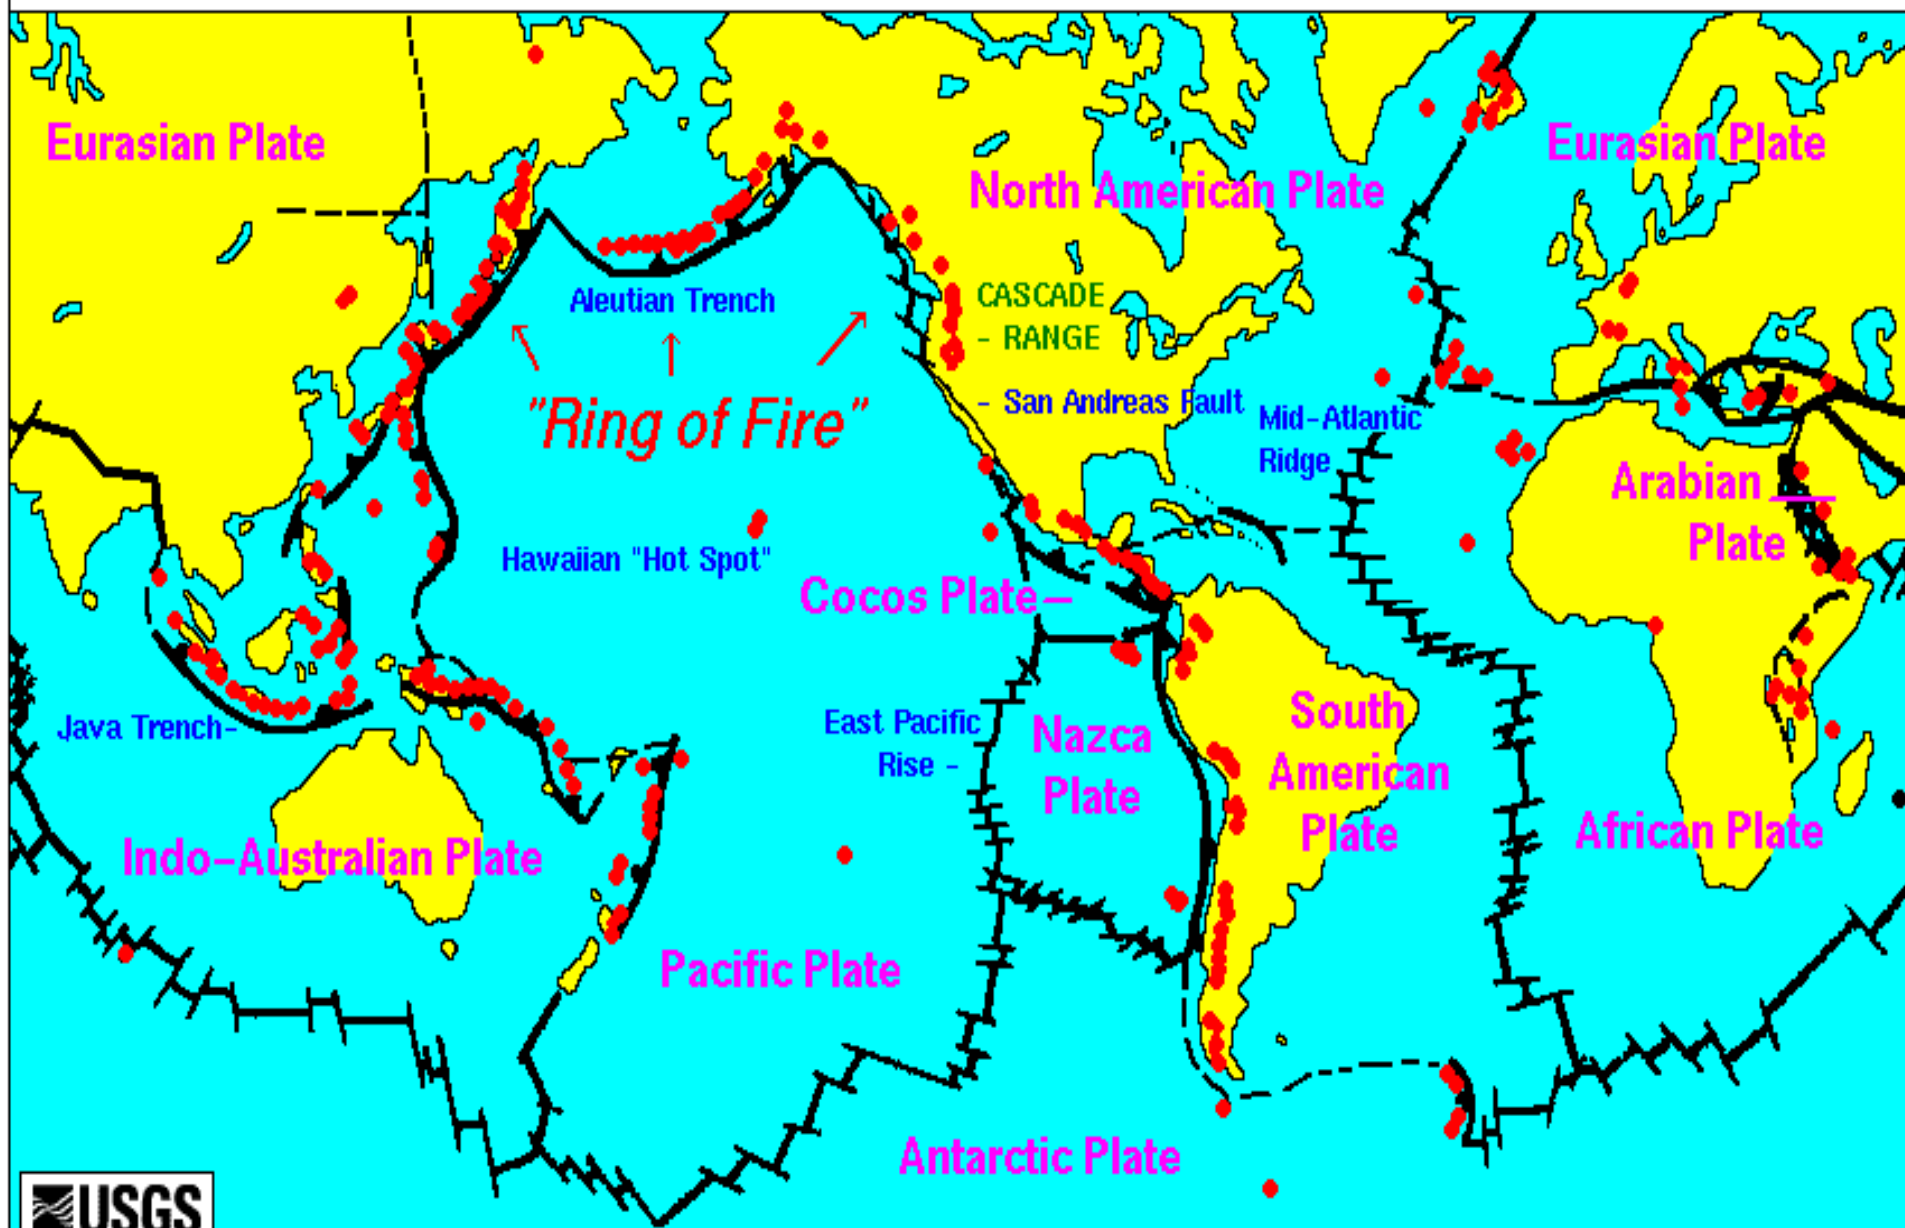 Eurasian Plate
Eurasian Plate
North American Plate
Aleutian Trench
CASCADE
- RANGE
"Ring of Fire"
- San Andreas Fault
Mid-Atlantic
Ridge
Arabian
Plate
Hawaiian "Hot Spot"
Cocos Plate
Java Trench-
East Pacific
Rise -
Nazca
Plate
South
American
Plate
Indo-Australian Plate
African Plate
Pacific Plate
Antarctic Plate
USGS